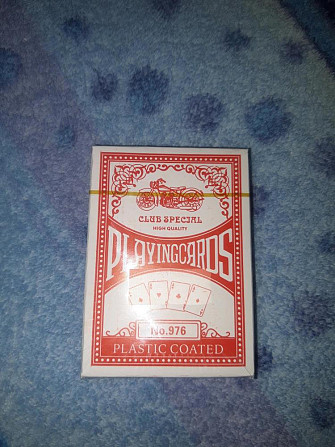 CLUB SPECIAL
HIGH QUALITY
PLAYINGCARDS
No.976
PLASTIC COATED